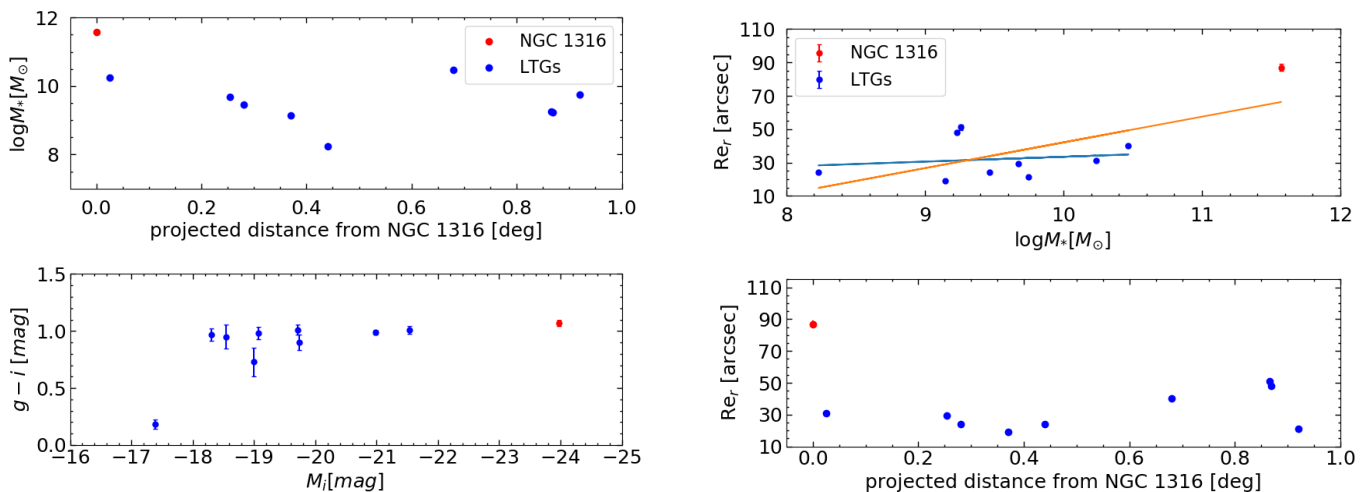 12
10
8
logM*[M⊙]
NGC 1316
LTGs
0.0 0.2 0.4 0.6 0.8 1.0
projected distance from NGC 1316 [deg]
110
90
70
50
30
10
Re_r [arcsec]
NGC 1316
LTGs
8 9 10 11 12
logM*[M⊙]
1.5
1.0
0.5
0.0
g − i [mag]
−16 −17 −18 −19 −20 −21 −22 −23 −24 −25
M_i[mag]
110
90
70
50
30
10
Re_r [arcsec]
0.0 0.2 0.4 0.6 0.8 1.0
projected distance from NGC 1316 [deg]